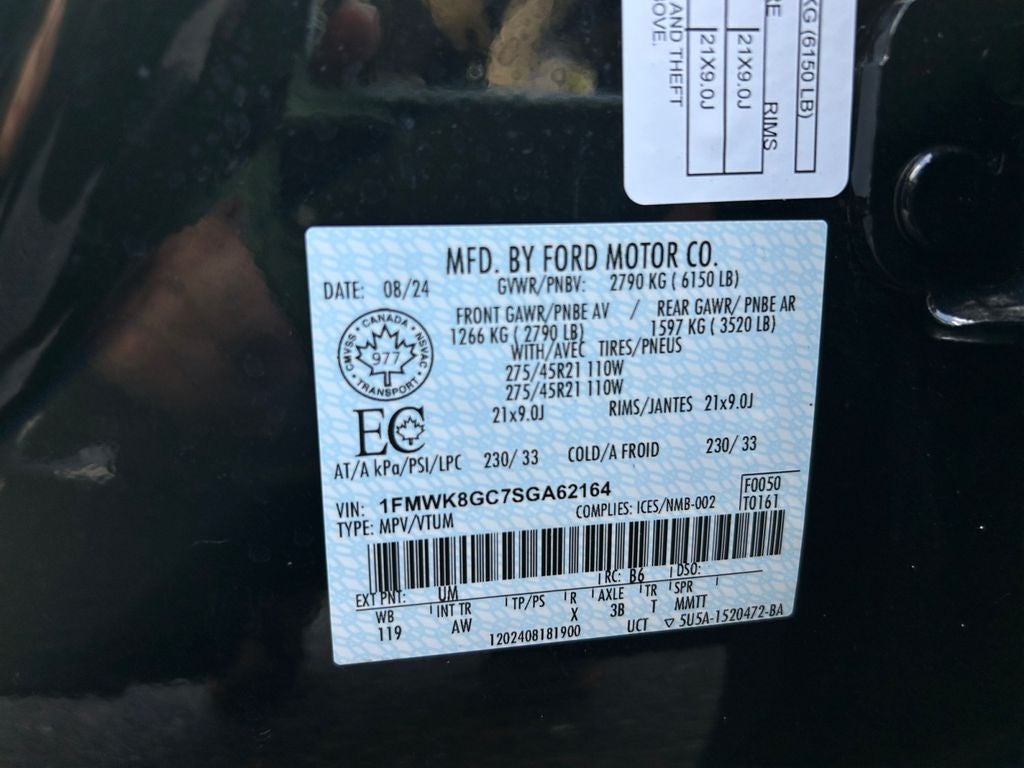 KG (6150 LB)
RE
RIMS
21X9.0J
21X9.0J
AND THEFT
BOVE.
MFD. BY FORD MOTOR CO.
DATE: 08/24
GVWR/PNBV: 2790 KG ( 6150 LB)
FRONT GAWR/PNBE AV / REAR GAWR/ PNBE AR
1266 KG ( 2790 LB) 1597 KG ( 3520 LB)
WITH/AVEC TIRES/PNEUS
275/45R21 110W
275/45R21 110W
21x9.0J RIMS/JANTES 21x9.0J
CANADA
CMVSS NSVAC
977
TRANSPORT
EC
AT/A kPa/PSI/LPC 230/ 33 COLD/A FROID 230/ 33
VIN: 1FMWK8GC7SGA62164
TYPE: MPV/VTUM COMPLIES: ICES/NMB-002
F0050
T0161
EXT PNT: UM RC: B6 DSO:
WB INT TR TP/PS R AXLE TR SPR
119 AW X 3B T MMTT
1202408181900 UCT ▽ 5U5A-1520472-BA